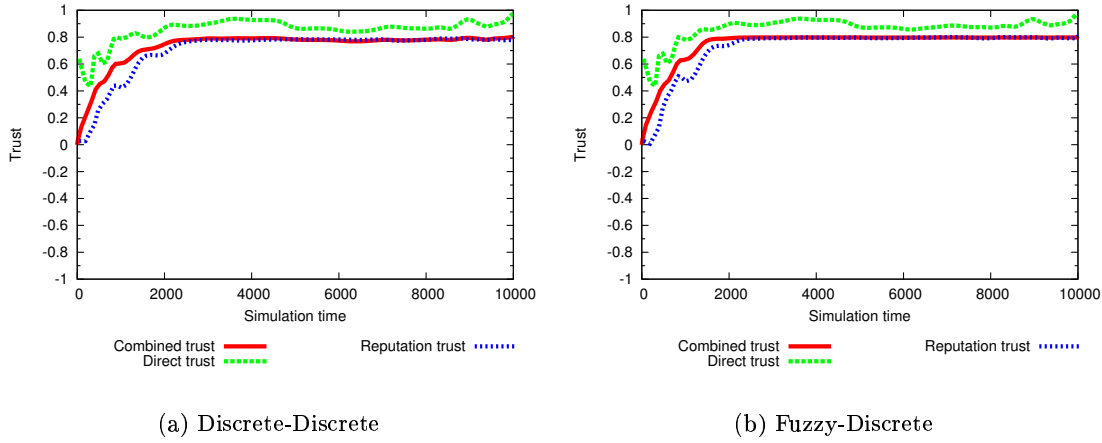 1
0.8
0.6
0.4
0.2
0
0.2
0.4
0.6
0.8
1
Trust
0 2000 4000 6000 8000 10000
Simulation time
Combined trust
Direct trust
Reputation trust
(a) Discrete-Discrete
1
0.8
0.6
0.4
0.2
0
0.2
0.4
0.6
0.8
1
Trust
0 2000 4000 6000 8000 10000
Simulation time
Combined trust
Direct trust
Reputation trust
(b) Fuzzy-Discrete